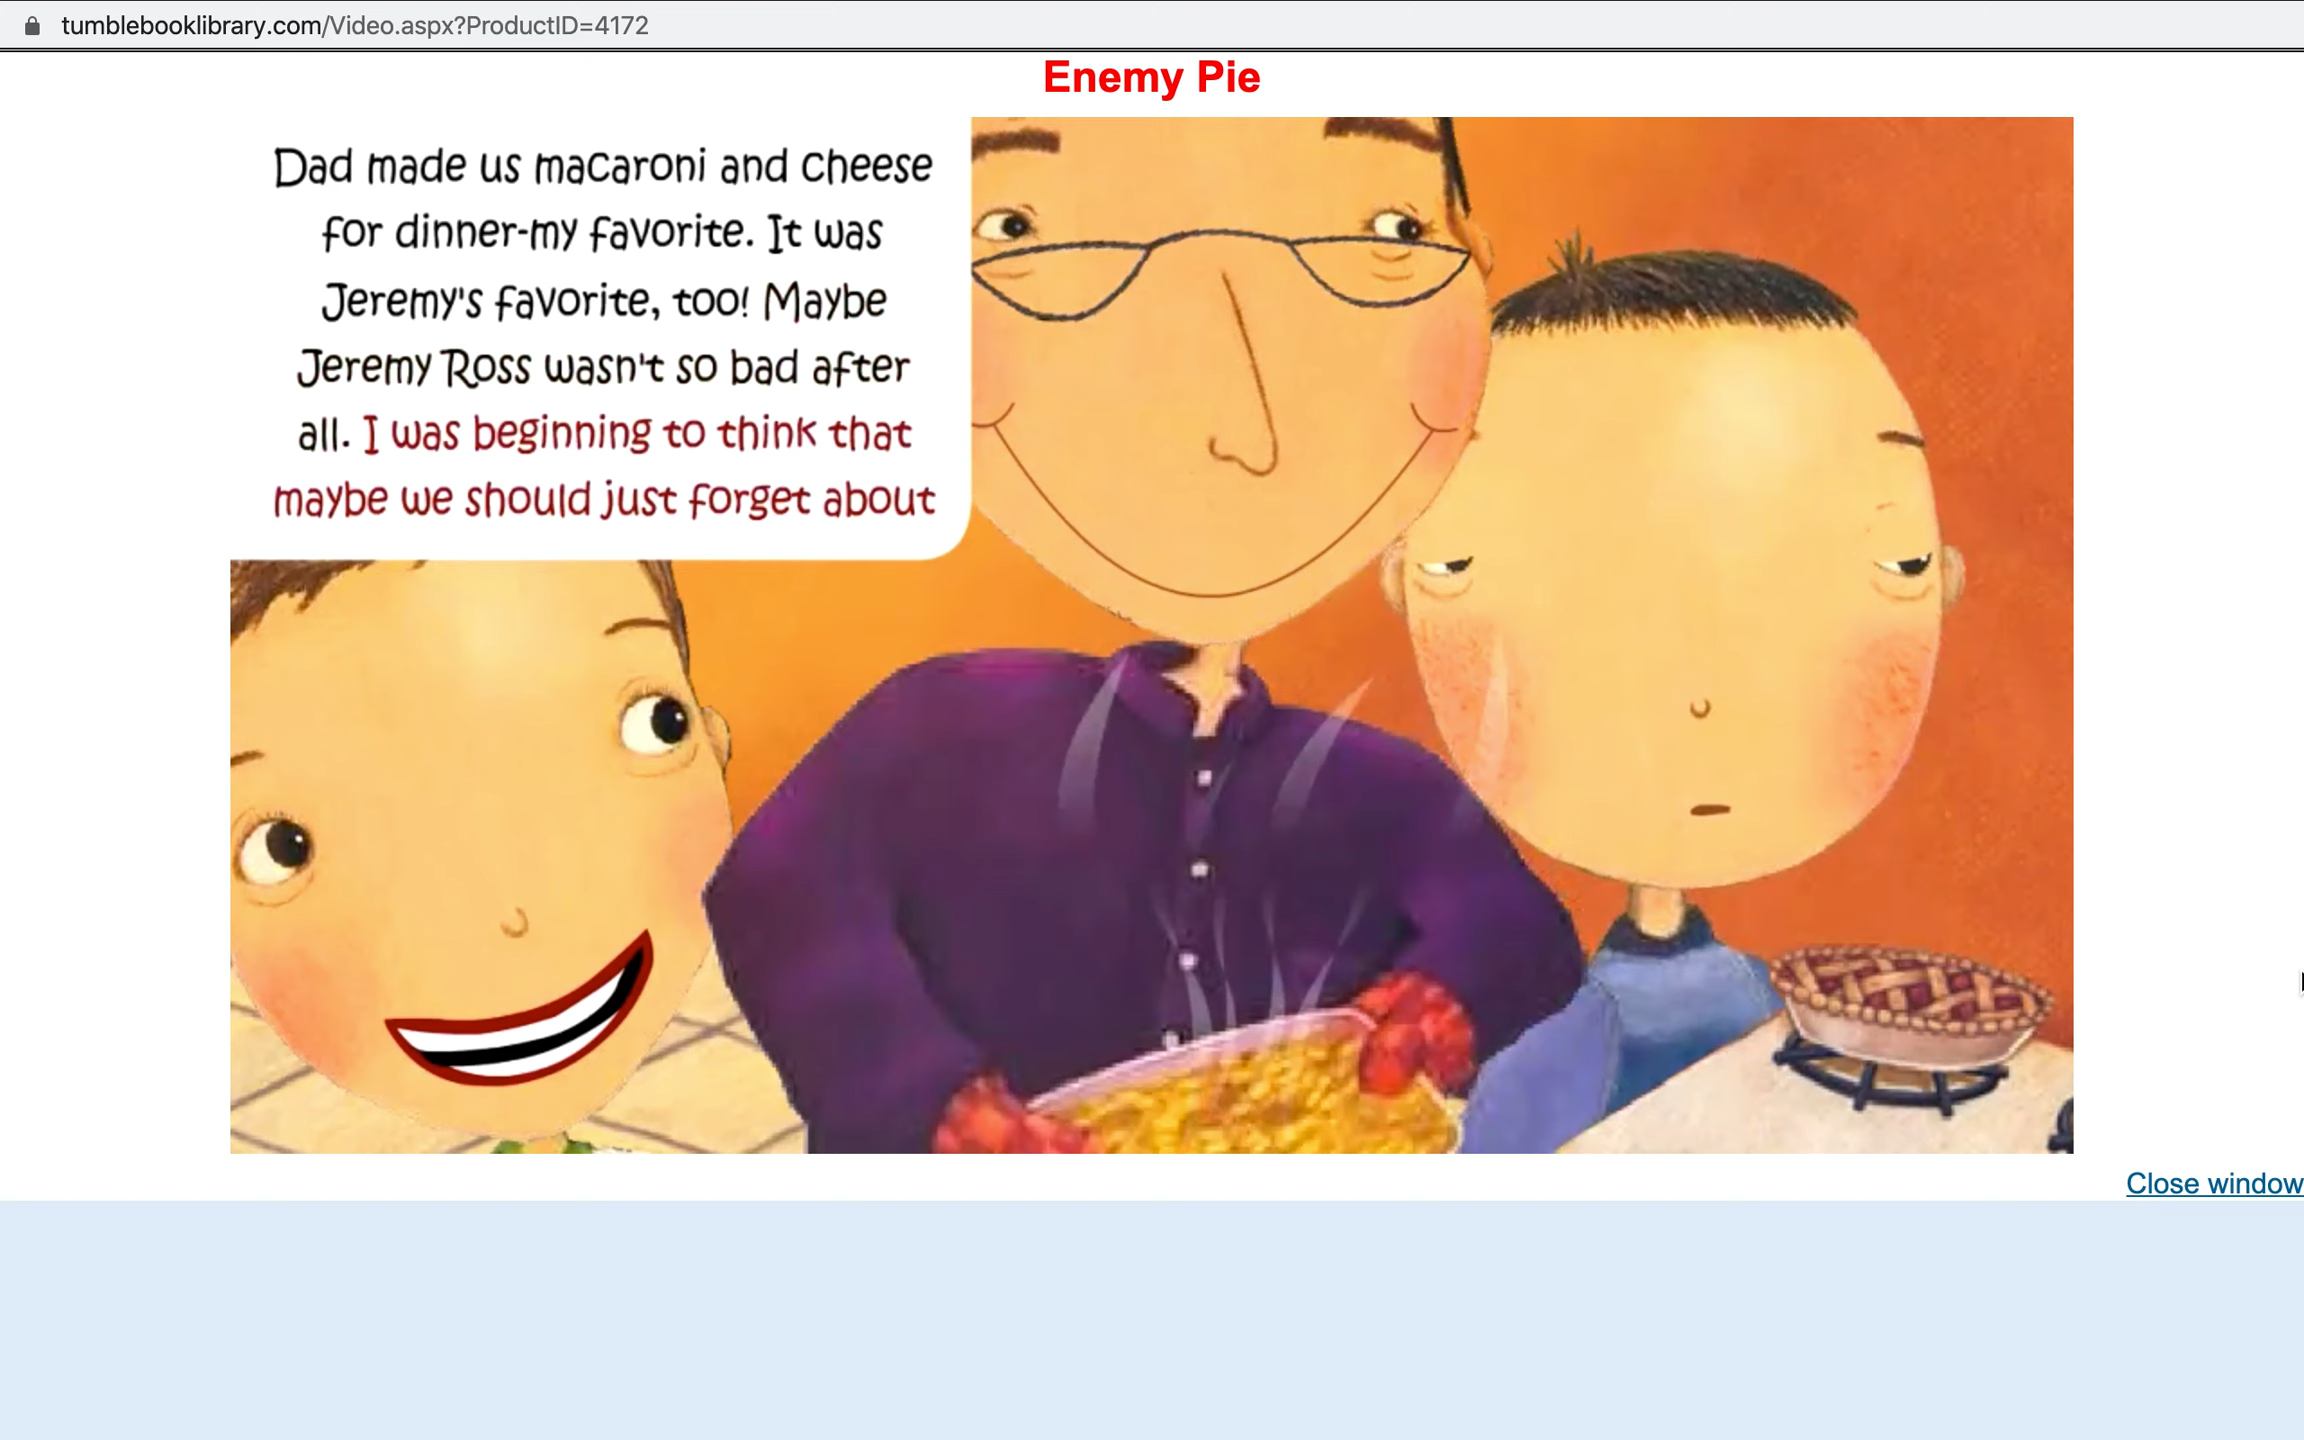 tumblebooklibrary.com/Video.aspx?ProductID=4172
Enemy Pie
Dad made us macaroni and cheese
for dinner-my favorite. It was
Jeremy's favorite, too! Maybe
Jeremy Ross wasn't so bad after
all. I was beginning to think that
maybe we should just forget about
Close window